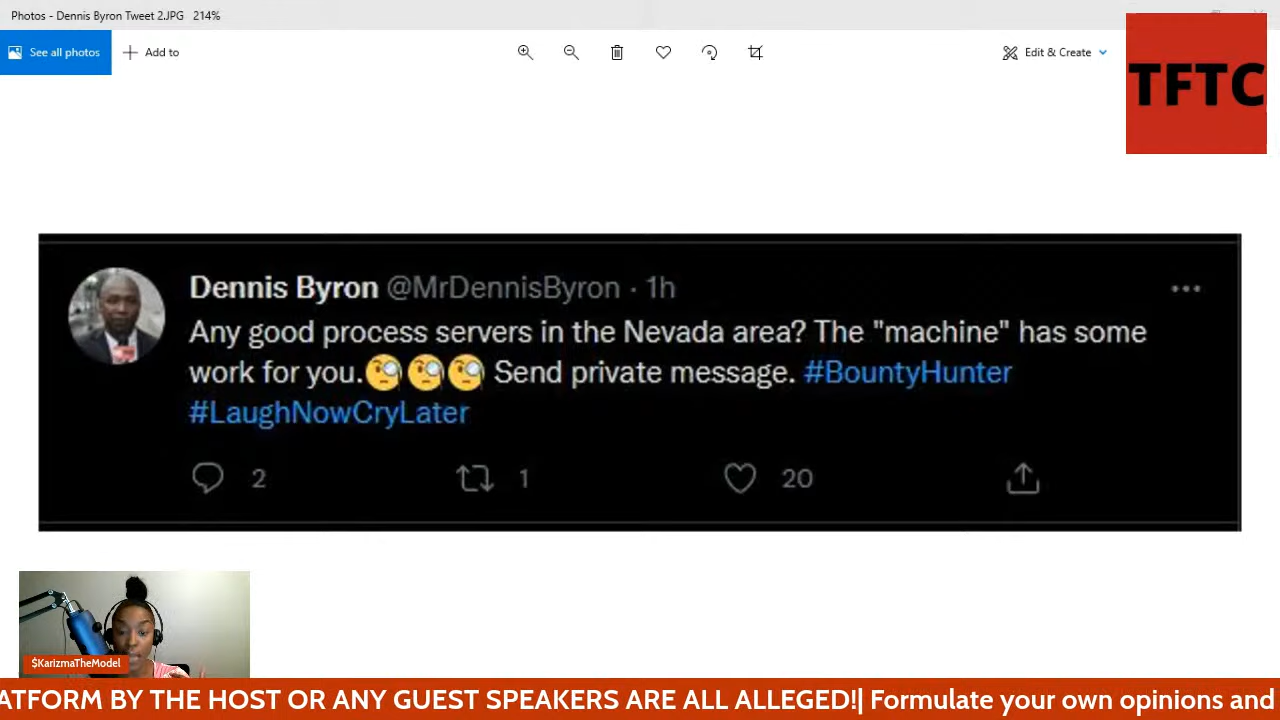 Photos - Dennis Byron Tweet 2.JPG 214%
See all photos
Add to
Edit & Create
TFTC
Dennis Byron @MrDennisByron · 1h
Any good process servers in the Nevada area? The "machine" has some
work for you.🧐🧐🧐 Send private message. #BountyHunter
#LaughNowCryLater
2 1 20
$KarizmaTheModel
ATFORM BY THE HOST OR ANY GUEST SPEAKERS ARE ALL ALLEGED!| Formulate your own opinions and